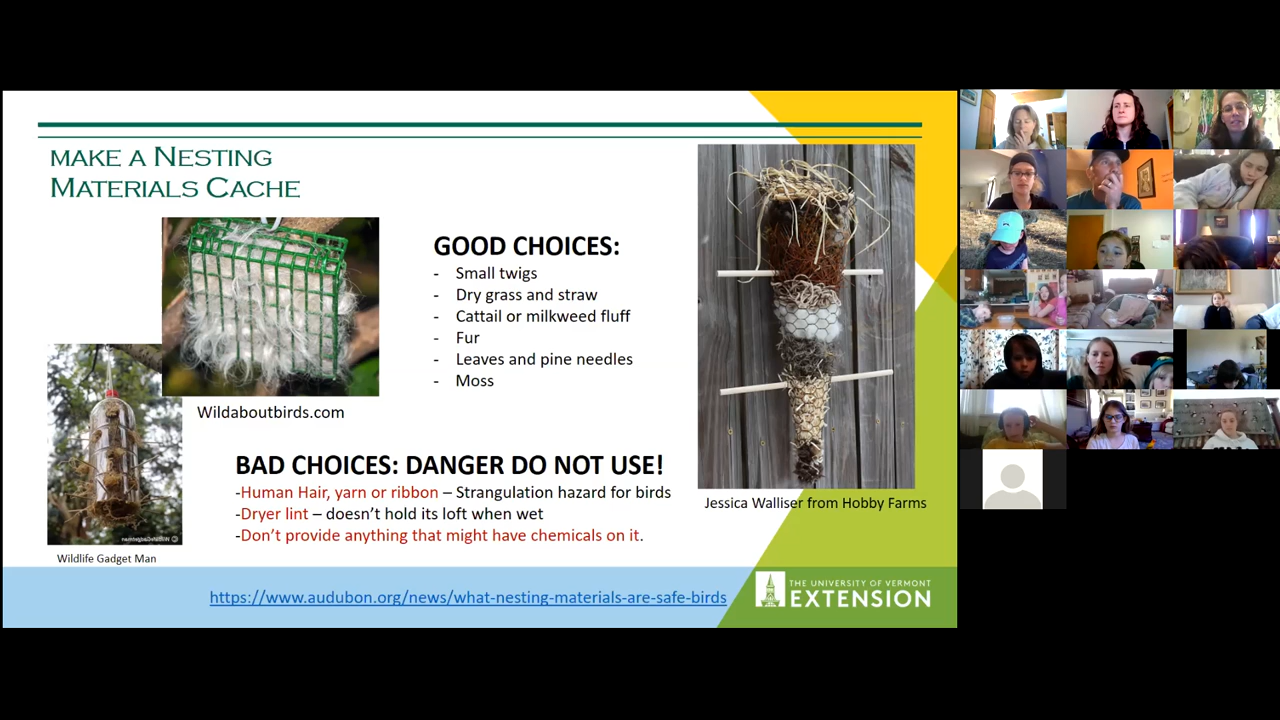 MAKE A NESTING
MATERIALS CACHE
Wildaboutbirds.com
Wildlife Gadget Man
GOOD CHOICES:
- Small twigs
- Dry grass and straw
- Cattail or milkweed fluff
- Fur
- Leaves and pine needles
- Moss
BAD CHOICES: DANGER DO NOT USE!
-Human Hair, yarn or ribbon – Strangulation hazard for birds
-Dryer lint – doesn’t hold its loft when wet
-Don’t provide anything that might have chemicals on it.
Jessica Walliser from Hobby Farms
https://www.audubon.org/news/what-nesting-materials-are-safe-birds
THE UNIVERSITY OF VERMONT
EXTENSION